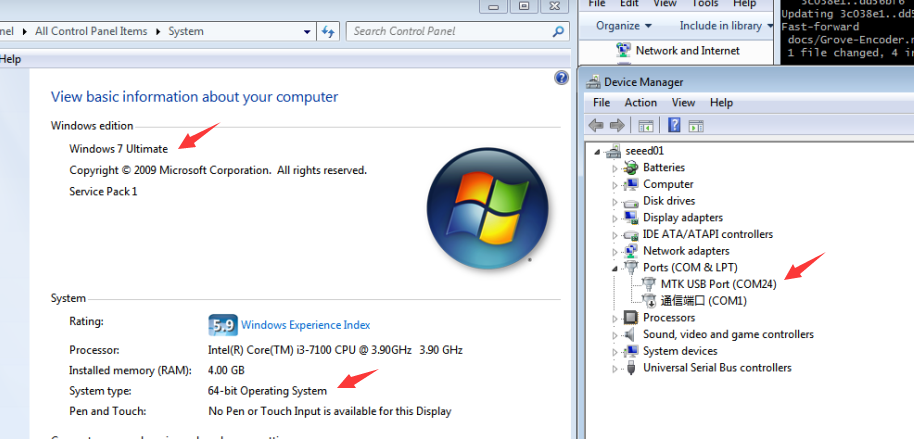 nel ▸ All Control Panel Items ▸ System
Search Control Panel
Help
View basic information about your computer
Windows edition
Windows 7 Ultimate
Copyright © 2009 Microsoft Corporation.  All rights reserved.
Service Pack 1
System
Rating:
5.9 Windows Experience Index
Processor:
Intel(R) Core(TM) i3-7100 CPU @ 3.90GHz   3.90 GHz
Installed memory (RAM):
4.00 GB
System type:
64-bit Operating System
Pen and Touch:
No Pen or Touch Input is available for this Display
File Edit View Tools Help
Organize
Include in library
Network and Internet
Updating 3c038e1..dd5
Fast-forward
docs/Grove-Encoder.
1 file changed, 4 i
Device Manager
File Action View Help
seeed01
Batteries
Computer
Disk drives
Display adapters
IDE ATA/ATAPI controllers
Network adapters
Ports (COM & LPT)
MTK USB Port (COM24)
通信端口 (COM1)
Processors
Sound, video and game controllers
System devices
Universal Serial Bus controllers